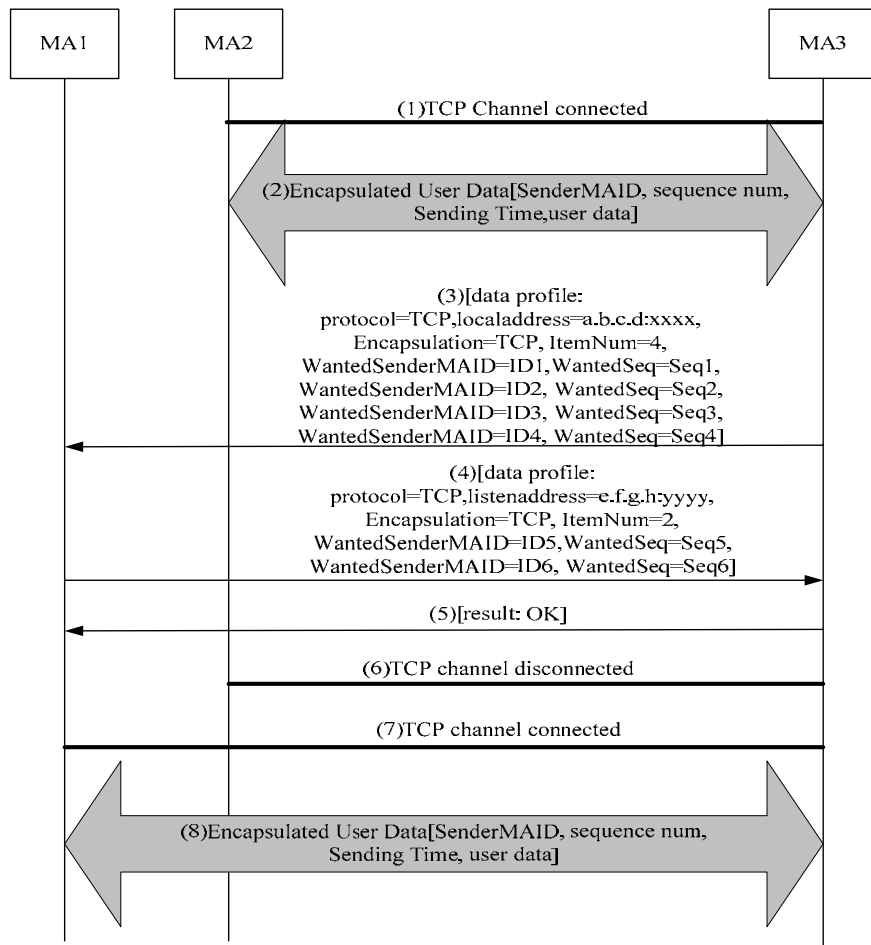 MA1
MA2
MA3
(1)TCP Channel connected
(2)Encapsulated User Data[SenderMAID, sequence num,
Sending Time,user data]
(3)[data profile:
protocol=TCP,localaddress=a.b.c.d:xxxx,
Encapsulation=TCP, ItemNum=4,
WantedSenderMAID=ID1,WantedSeq=Seq1,
WantedSenderMAID=ID2, WantedSeq=Seq2,
WantedSenderMAID=ID3, WantedSeq=Seq3,
WantedSenderMAID=ID4, WantedSeq=Seq4]
(4)[data profile:
protocol=TCP,listenaddress=e.f.g.h:yyyy,
Encapsulation=TCP, ItemNum=2,
WantedSenderMAID=ID5,WantedSeq=Seq5,
WantedSenderMAID=ID6, WantedSeq=Seq6]
(5)[result: OK]
(6)TCP channel disconnected
(7)TCP channel connected
(8)Encapsulated User Data[SenderMAID, sequence num,
Sending Time, user data]